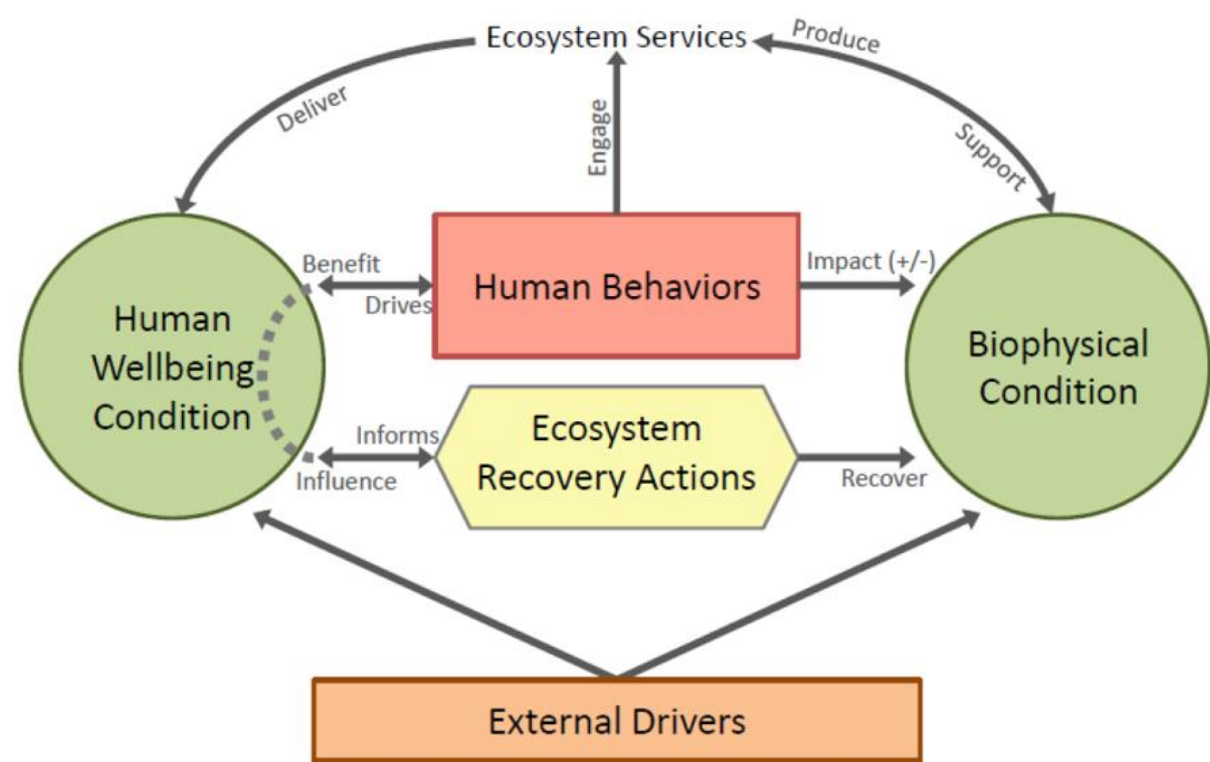 Ecosystem Services
Produce
Deliver
Engage
Support
Benefit
Drives
Human Behaviors
Impact (+/-)
Human
Wellbeing
Condition
Biophysical
Condition
Informs
Influence
Ecosystem
Recovery Actions
Recover
External Drivers